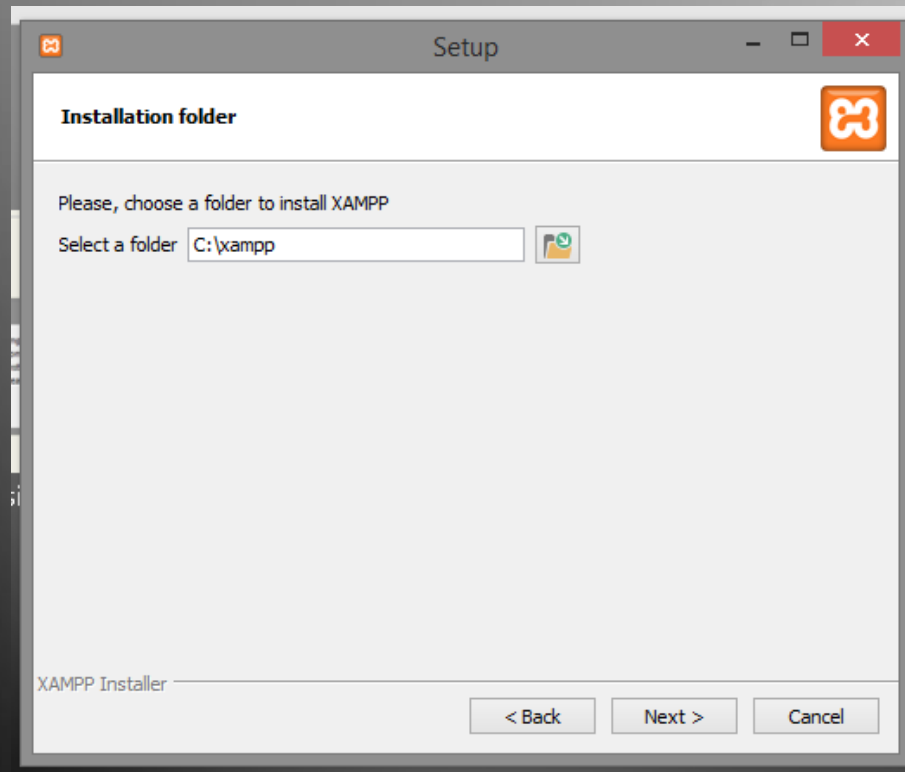 Setup
Installation folder
Please, choose a folder to install XAMPP
Select a folder C:\xampp
XAMPP Installer
< Back Next > Cancel